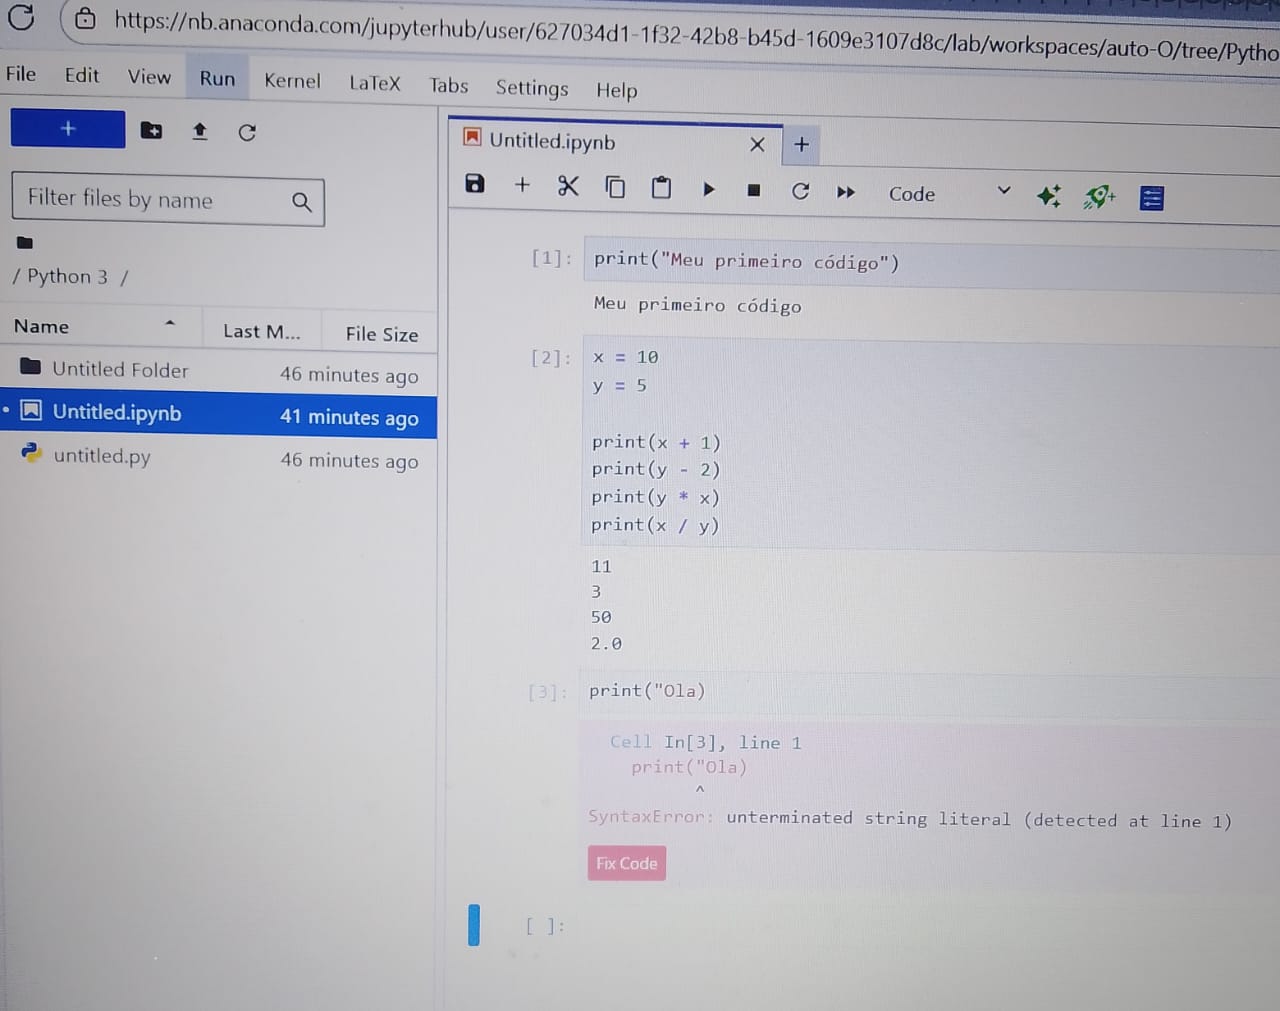 https://nb.anaconda.com/jupyterhub/user/627034d1-1f32-42b8-b45d-1609e3107d8c/lab/workspaces/auto-O/tree/Pytho
File Edit View Run Kernel LaTeX Tabs Settings Help
+
Untitled.ipynb
+
Code
Filter files by name
/ Python 3 /
Name Last M... File Size
Untitled Folder 46 minutes ago
Untitled.ipynb 41 minutes ago
untitled.py 46 minutes ago
[1]: print("Meu primeiro código")
Meu primeiro código
[2]: x = 10
y = 5
print(x + 1)
print(y - 2)
print(y * x)
print(x / y)
11
3
50
2.0
[3]: print("Ola)
Cell In[3], line 1
print("Ola)
^
SyntaxError: unterminated string literal (detected at line 1)
Fix Code
[ ]: